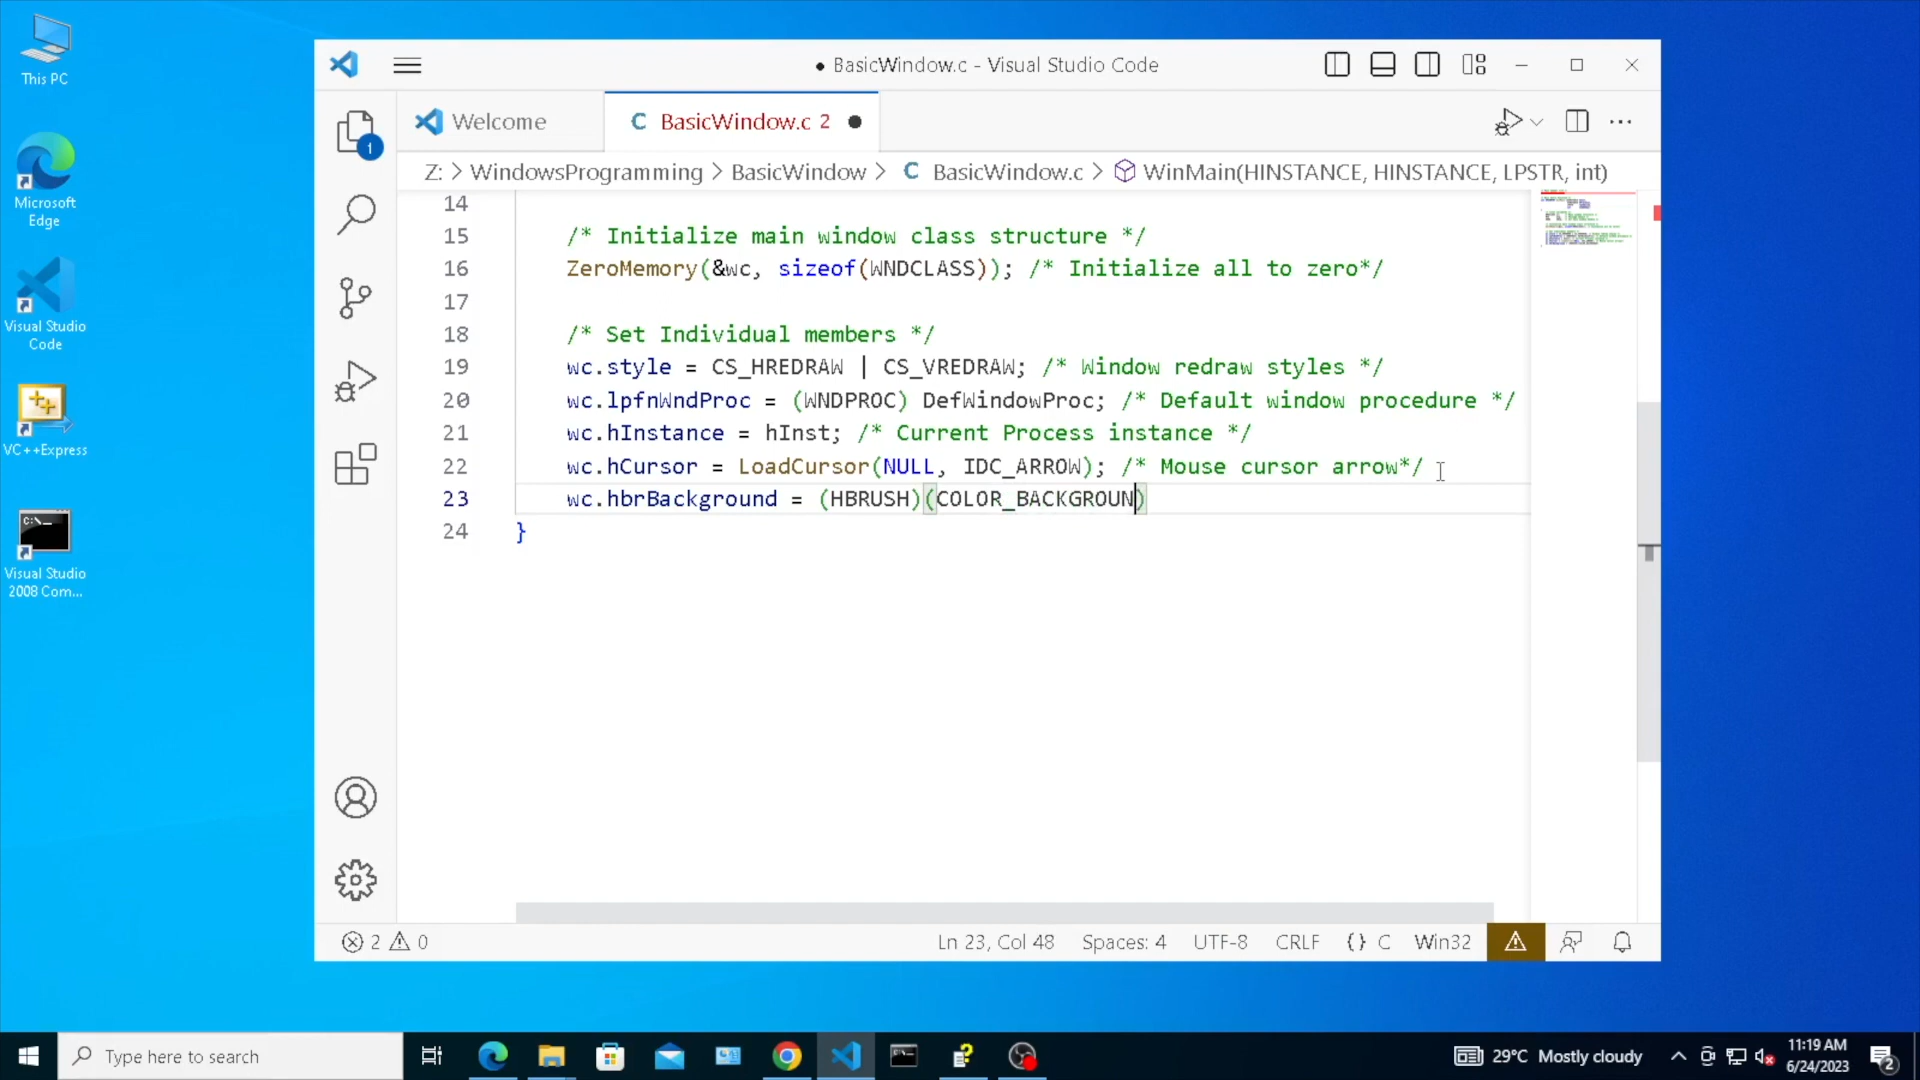 This PC
Microsoft
Edge
Visual Studio
Code
VC++Express
Visual Studio
2008 Com...
● BasicWindow.c - Visual Studio Code
Welcome
C BasicWindow.c 2 ●
Z: > WindowsProgramming > BasicWindow > C BasicWindow.c > WinMain(HINSTANCE, HINSTANCE, LPSTR, int)
1
14
15 /* Initialize main window class structure */
16 ZeroMemory(&wc, sizeof(WNDCLASS)); /* Initialize all to zero*/
17
18 /* Set Individual members */
19 wc.style = CS_HREDRAW | CS_VREDRAW; /* Window redraw styles */
20 wc.lpfnWndProc = (WNDPROC) DefWindowProc; /* Default window procedure */
21 wc.hInstance = hInst; /* Current Process instance */
22 wc.hCursor = LoadCursor(NULL, IDC_ARROW); /* Mouse cursor arrow*/
23 wc.hbrBackground = (HBRUSH)(COLOR_BACKGROUN)
24 }
2 0 Ln 23, Col 48 Spaces: 4 UTF-8 CRLF {} C Win32
Type here to search
29°C Mostly cloudy
11:19 AM
6/24/2023
2